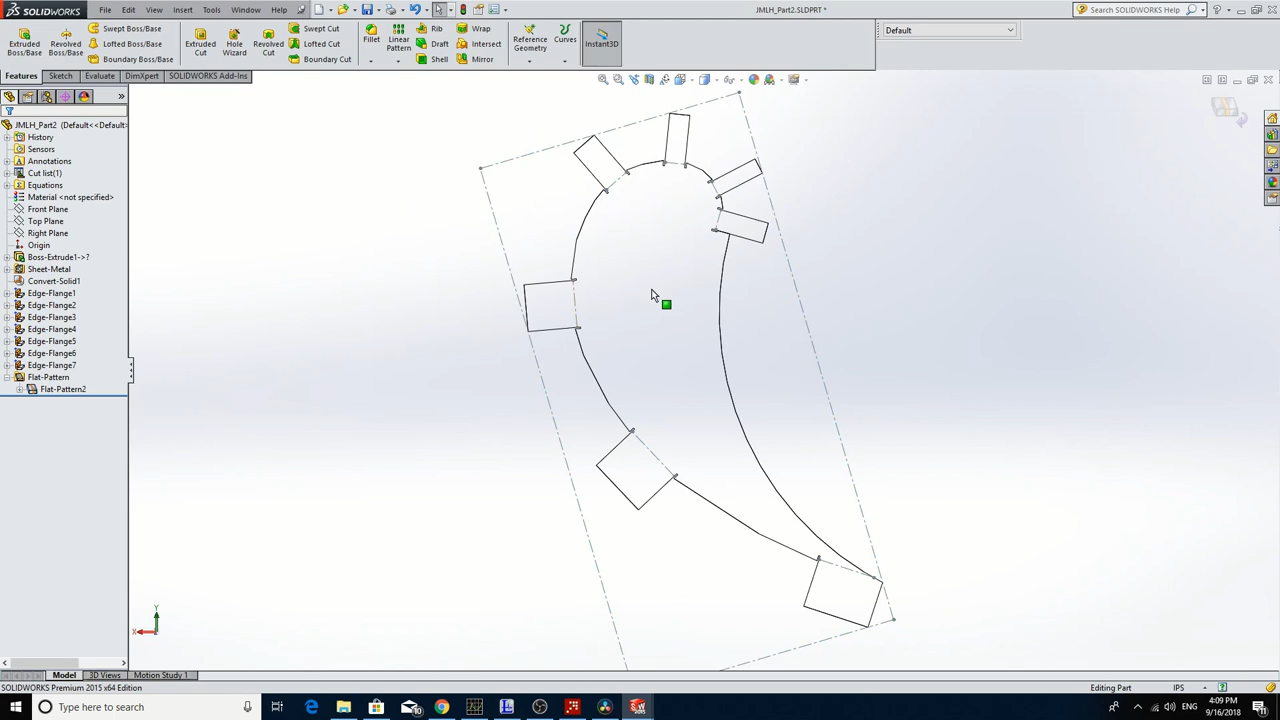 SOLIDWORKS
File Edit View Insert Tools Window Help
JMLH_Part2.SLDPRT *
Search SOLIDWORKS Help
Extruded Boss/Base
Revolved Boss/Base
Swept Boss/Base
Lofted Boss/Base
Boundary Boss/Base
Extruded Cut
Hole Wizard
Revolved Cut
Swept Cut
Lofted Cut
Boundary Cut
Fillet
Linear Pattern
Rib
Draft
Shell
Wrap
Intersect
Mirror
Reference Geometry
Curves
Instant3D
Default
Features Sketch Evaluate DimXpert SOLIDWORKS Add-Ins
JMLH_Part2 (Default<<Default>
History
Sensors
Annotations
Cut list(1)
Equations
Material <not specified>
Front Plane
Top Plane
Right Plane
Origin
Boss-Extrude1->?
Sheet-Metal
Convert-Solid1
Edge-Flange1
Edge-Flange2
Edge-Flange3
Edge-Flange4
Edge-Flange5
Edge-Flange6
Edge-Flange7
Flat-Pattern
Flat-Pattern2
Y
X
Model 3D Views Motion Study 1
SOLIDWORKS Premium 2015 x64 Edition
Editing Part IPS
Type here to search
ENG
4:09 PM
9/16/2018